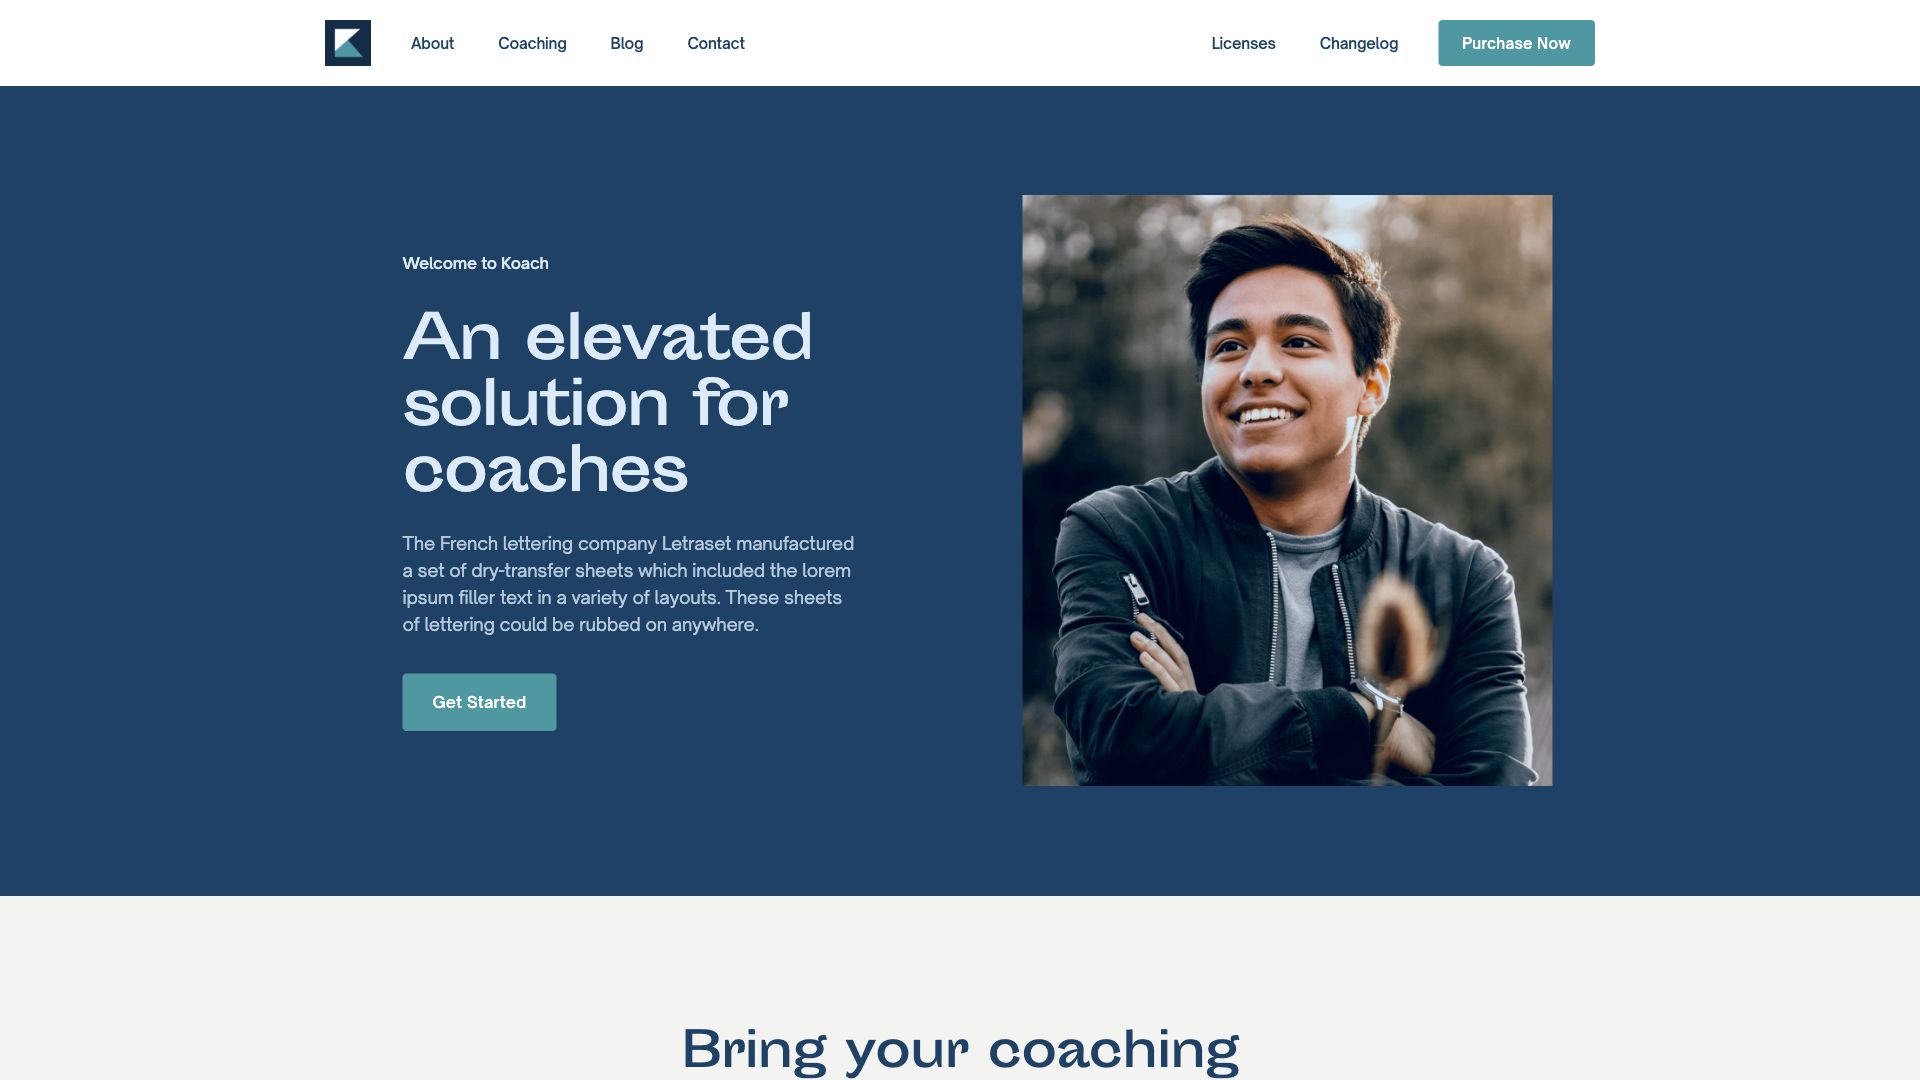 About
Coaching
Blog
Contact
Licenses
Changelog
Purchase Now
Welcome to Koach
An elevated
solution for
coaches
The French lettering company Letraset manufactured
a set of dry-transfer sheets which included the lorem
ipsum filler text in a variety of layouts. These sheets
of lettering could be rubbed on anywhere.
Get Started
Bring your coaching